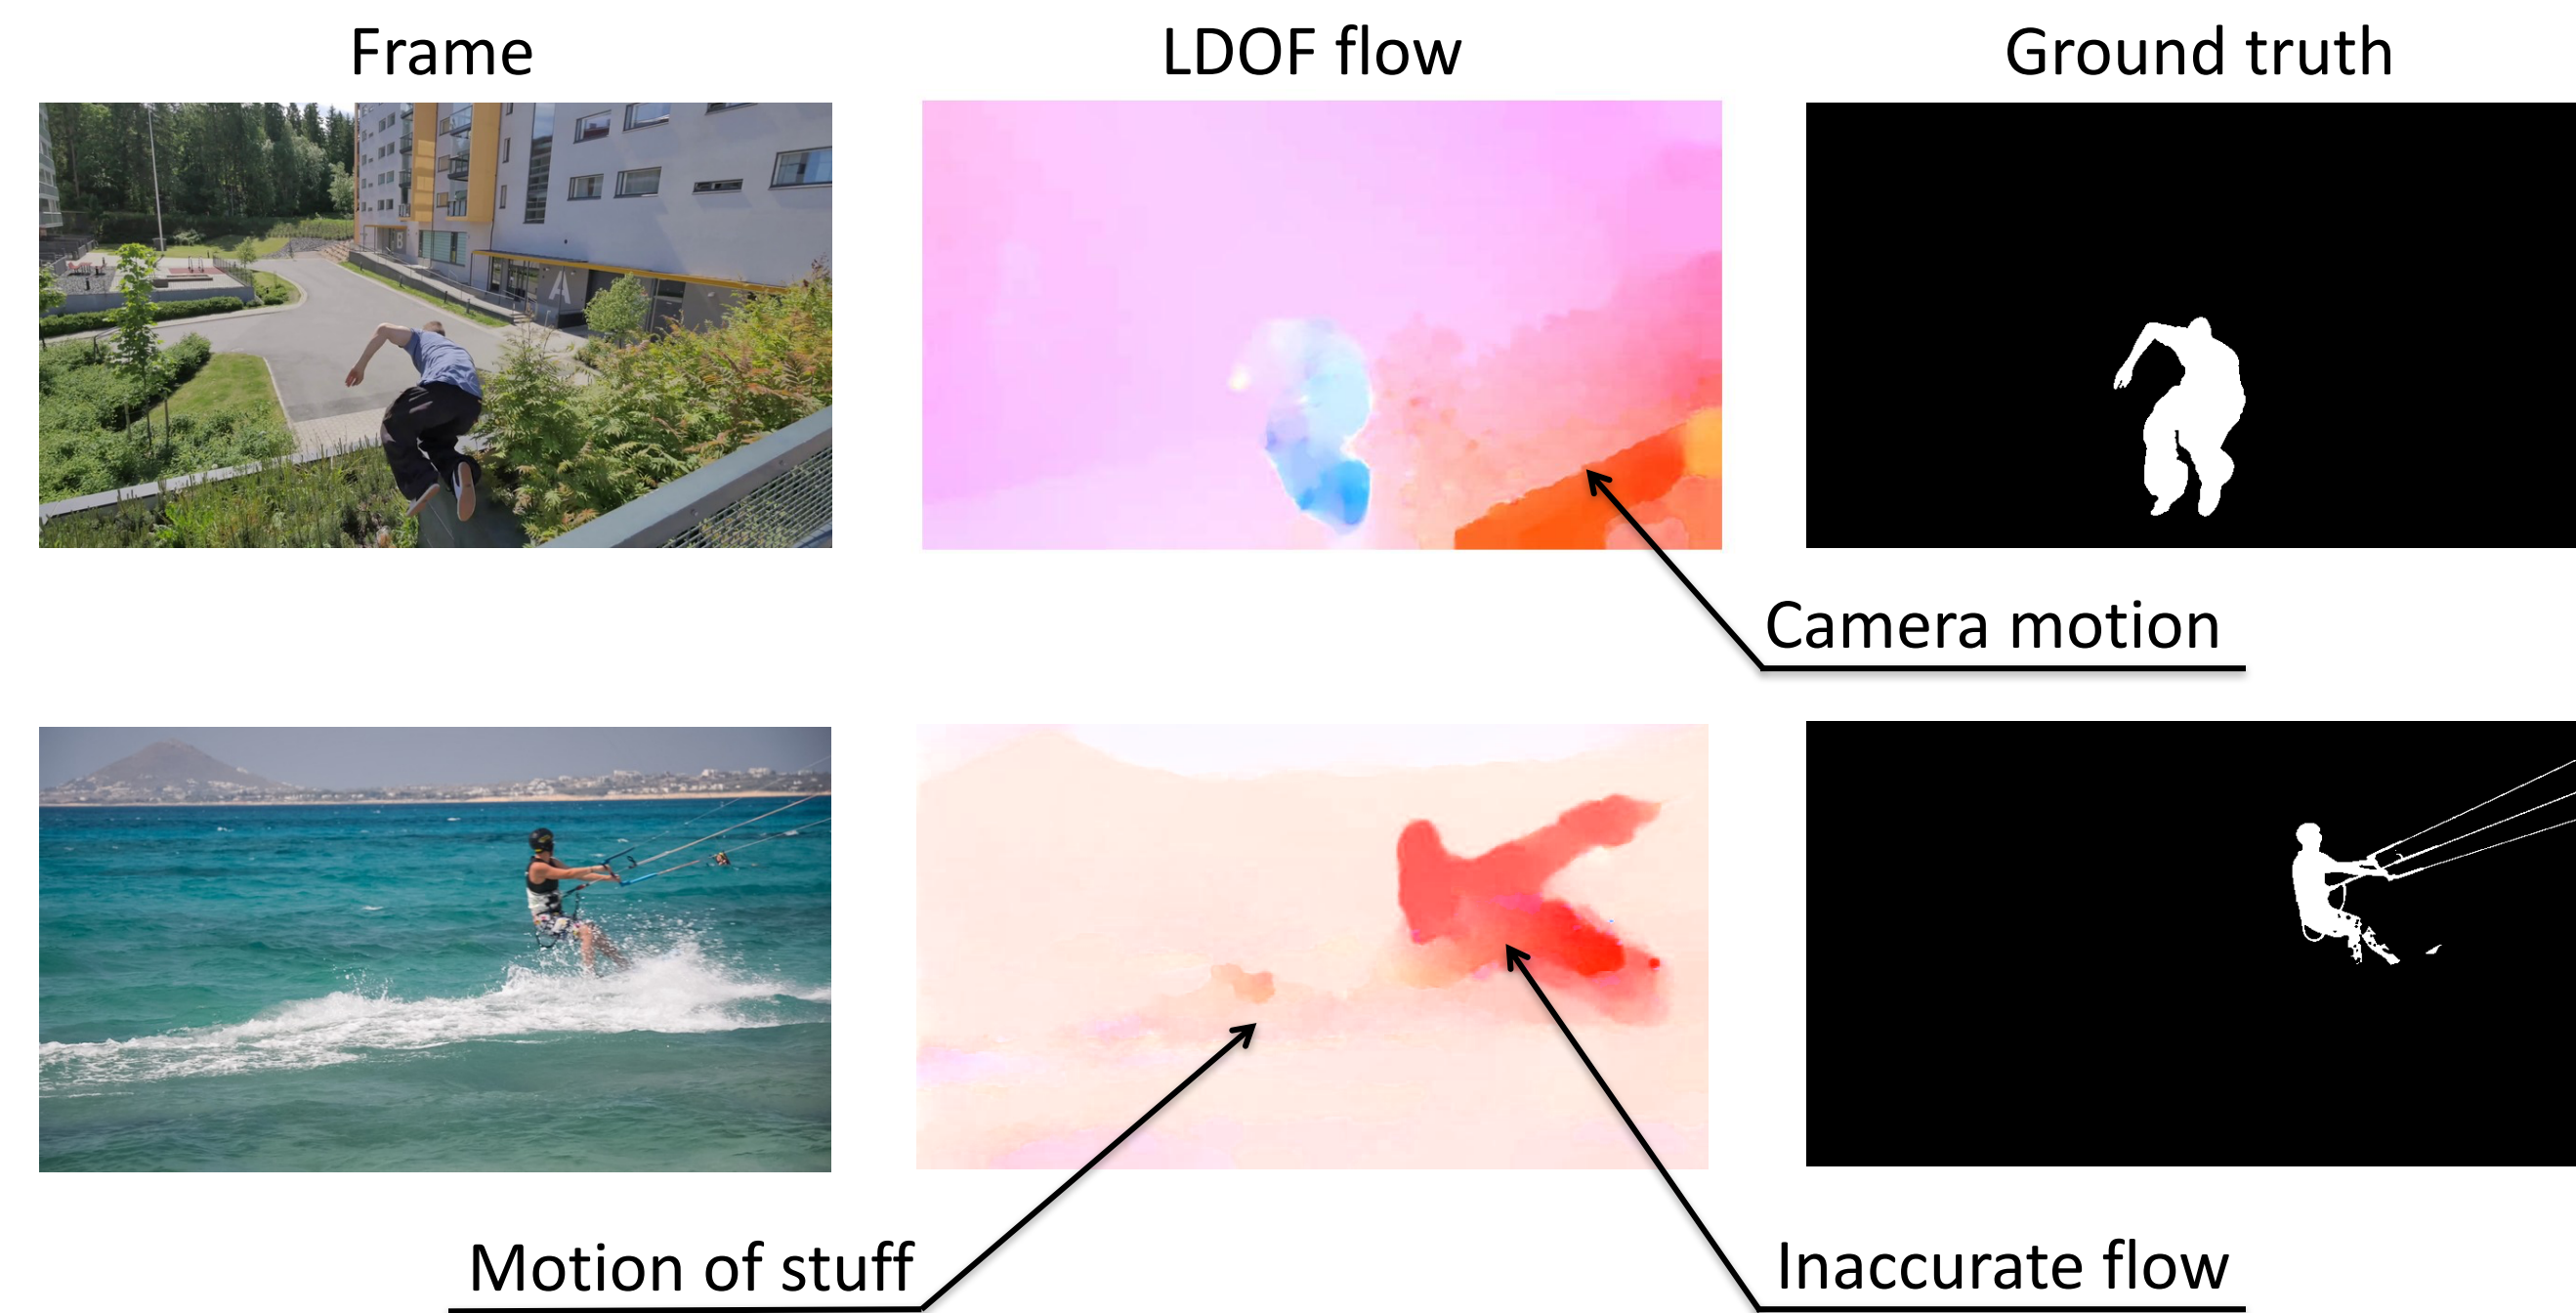 Frame
LDOF flow
Ground truth
B
A
Camera motion
Motion of stuff
Inaccurate flow